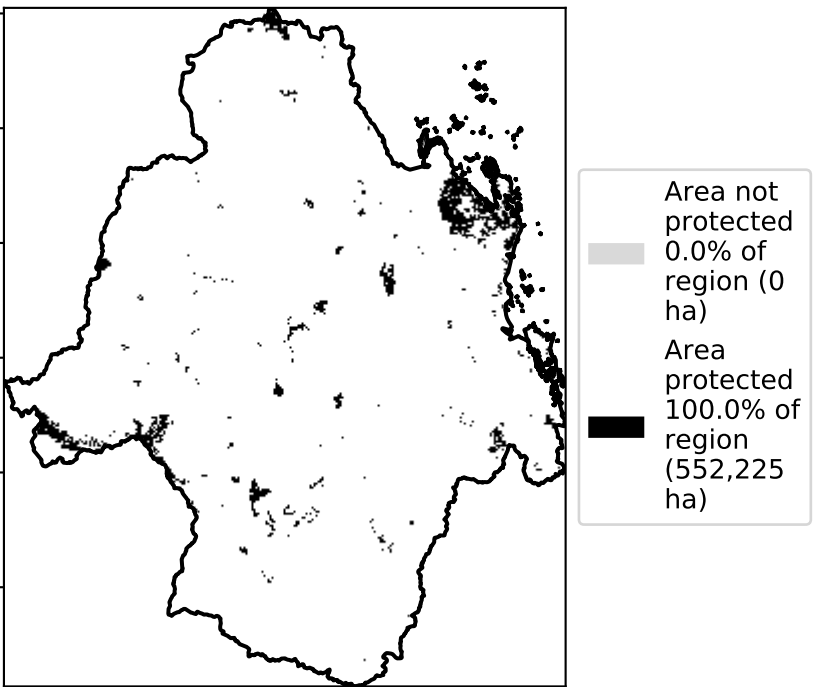 Area not
protected
0.0% of
region (0
ha)
Area
protected
100.0% of
region
(552,225
ha)